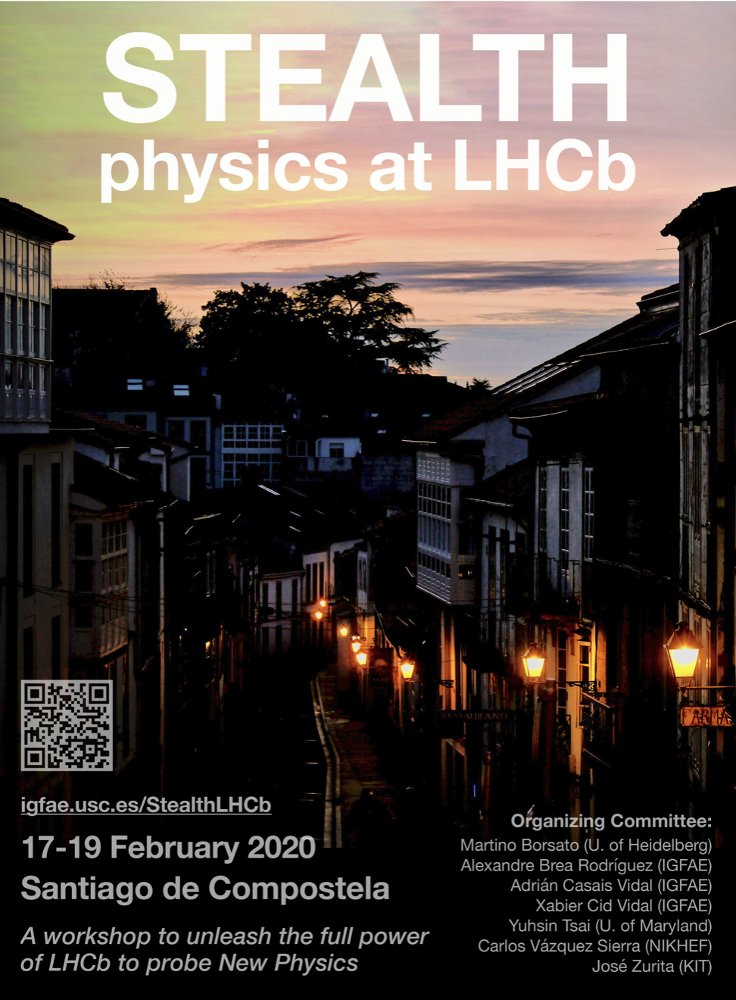 STEALTH
physics at LHCb
RESTAURANTE
FARMA
igfae.usc.es/StealthLHCb
17-19 February 2020
Santiago de Compostela
A workshop to unleash the full power
of LHCb to probe New Physics
Organizing Committee:
Martino Borsato (U. of Heidelberg)
Alexandre Brea Rodríguez (IGFAE)
Adrián Casais Vidal (IGFAE)
Xabier Cid Vidal (IGFAE)
Yuhsin Tsai (U. of Maryland)
Carlos Vázquez Sierra (NIKHEF)
José Zurita (KIT)